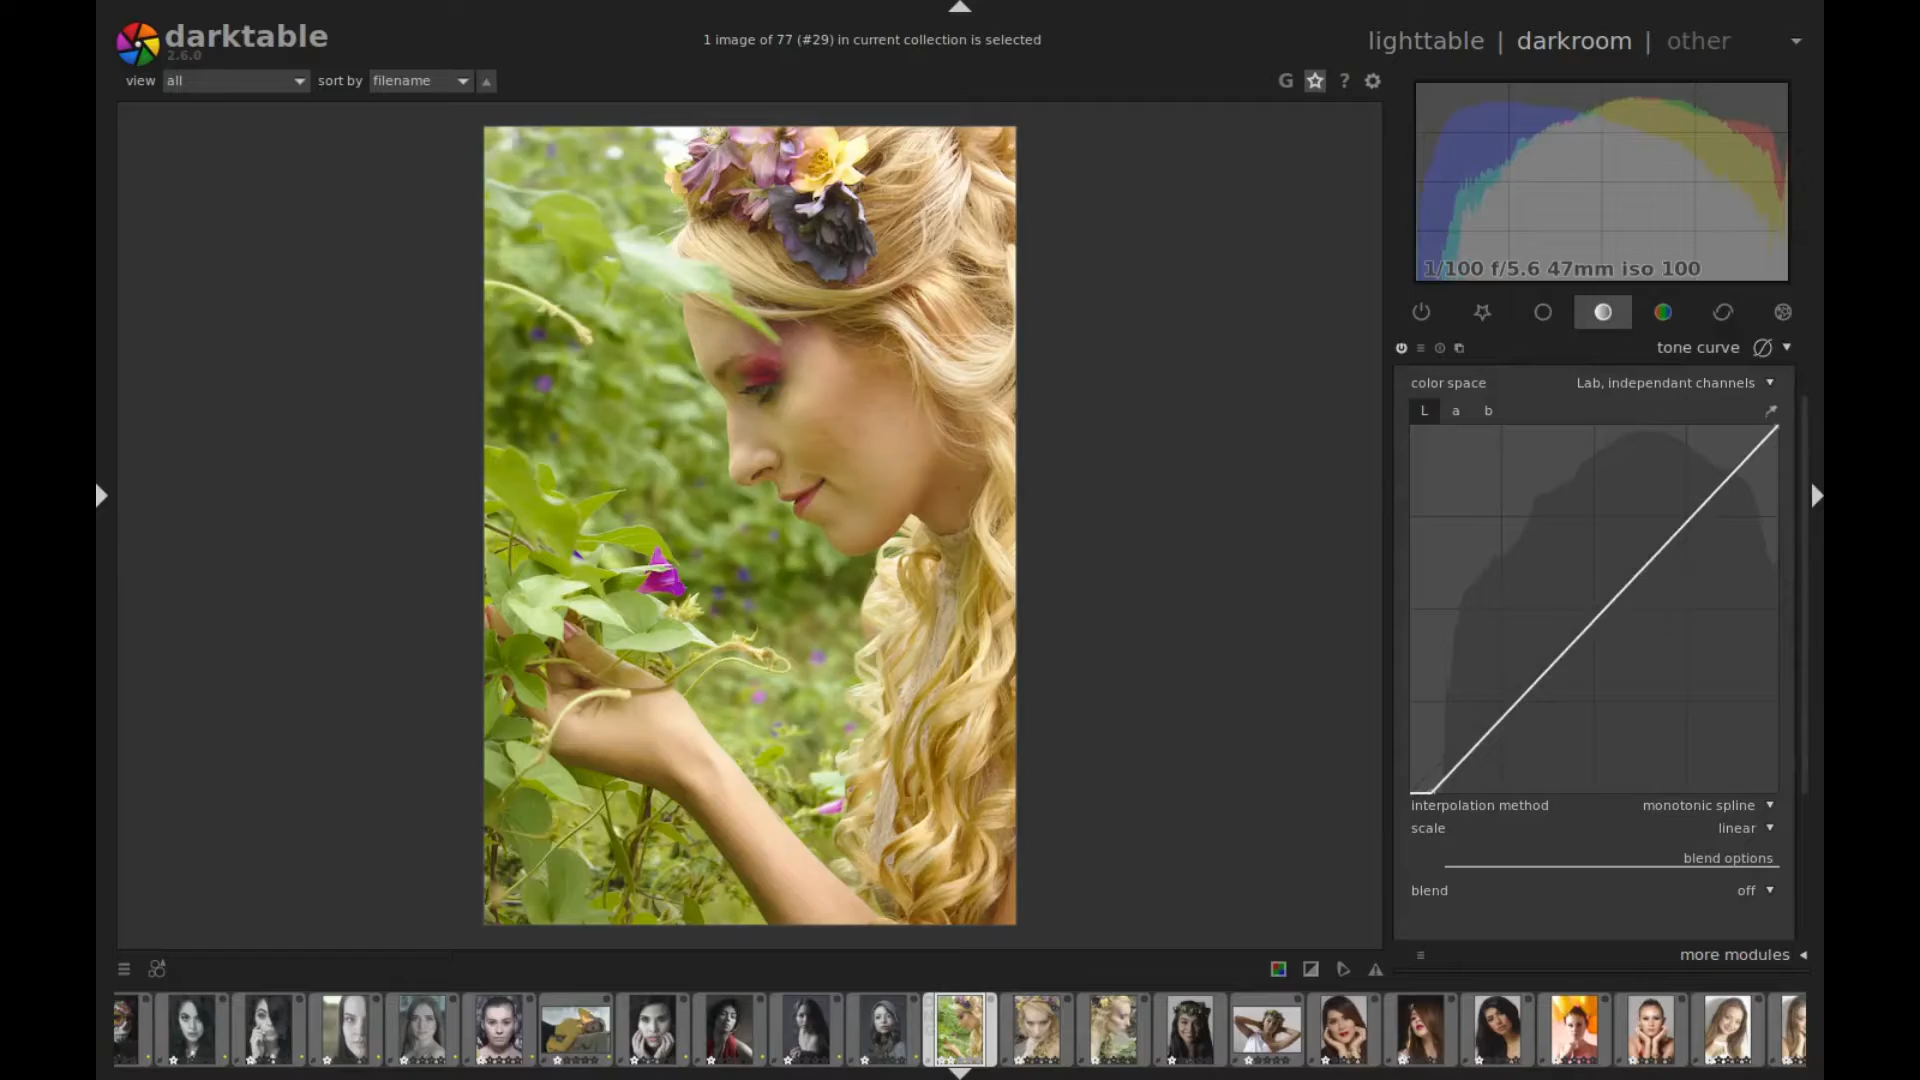 darktable
2.6.0
1 image of 77 (#29) in current collection is selected
lighttable | darkroom | other
view all sort by filename
G ?
1/100 f/5.6 47mm iso 100
tone curve
color space Lab, independant channels
L a b
interpolation method monotonic spline
scale linear
blend options
blend off
more modules